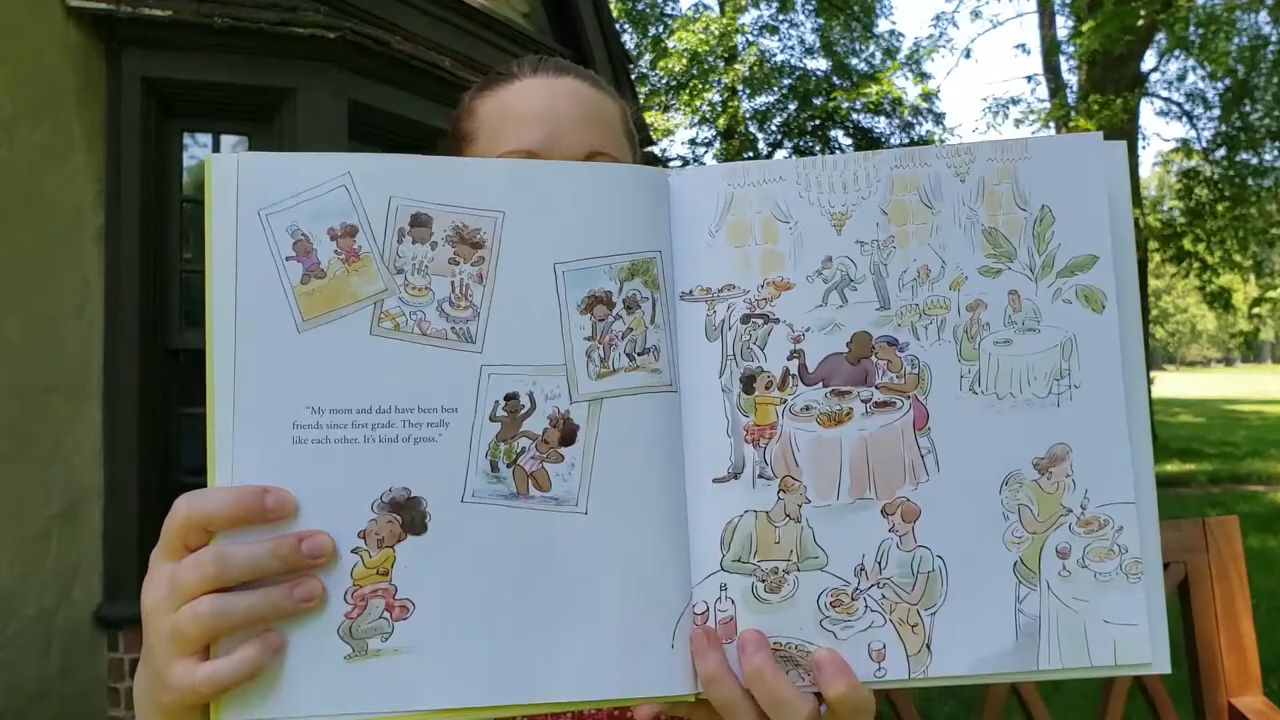 "My mom and dad have been best
friends since first grade. They really
like each other. It's kind of gross."